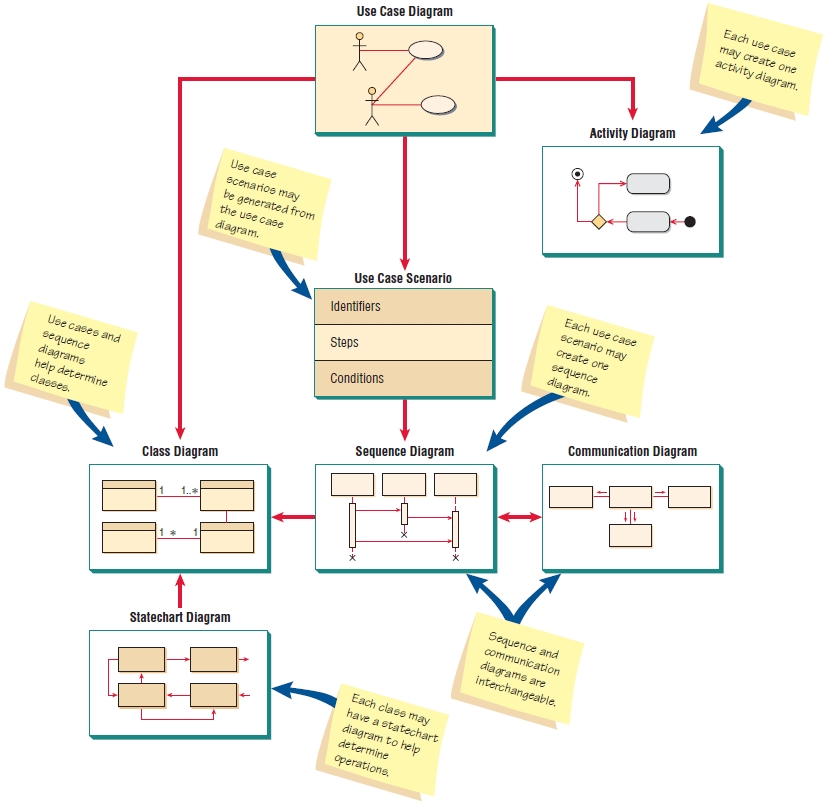 Use Case Diagram
Each use case
may create one
activity diagram.
Activity Diagram
Use case
scenarios may
be generated from
the use case
diagram.
Use Case Scenario
Identifiers
Steps
Conditions
Use cases and
sequence
diagrams
help determine
classes.
Each use case
scenario may
create one
sequence
diagram.
Class Diagram
1 1..*
1 * 1
Sequence Diagram
Communication Diagram
Statechart Diagram
Sequence and
communication
diagrams are
interchangeable.
Each class may
have a statechart
diagram to help
determine
operations.